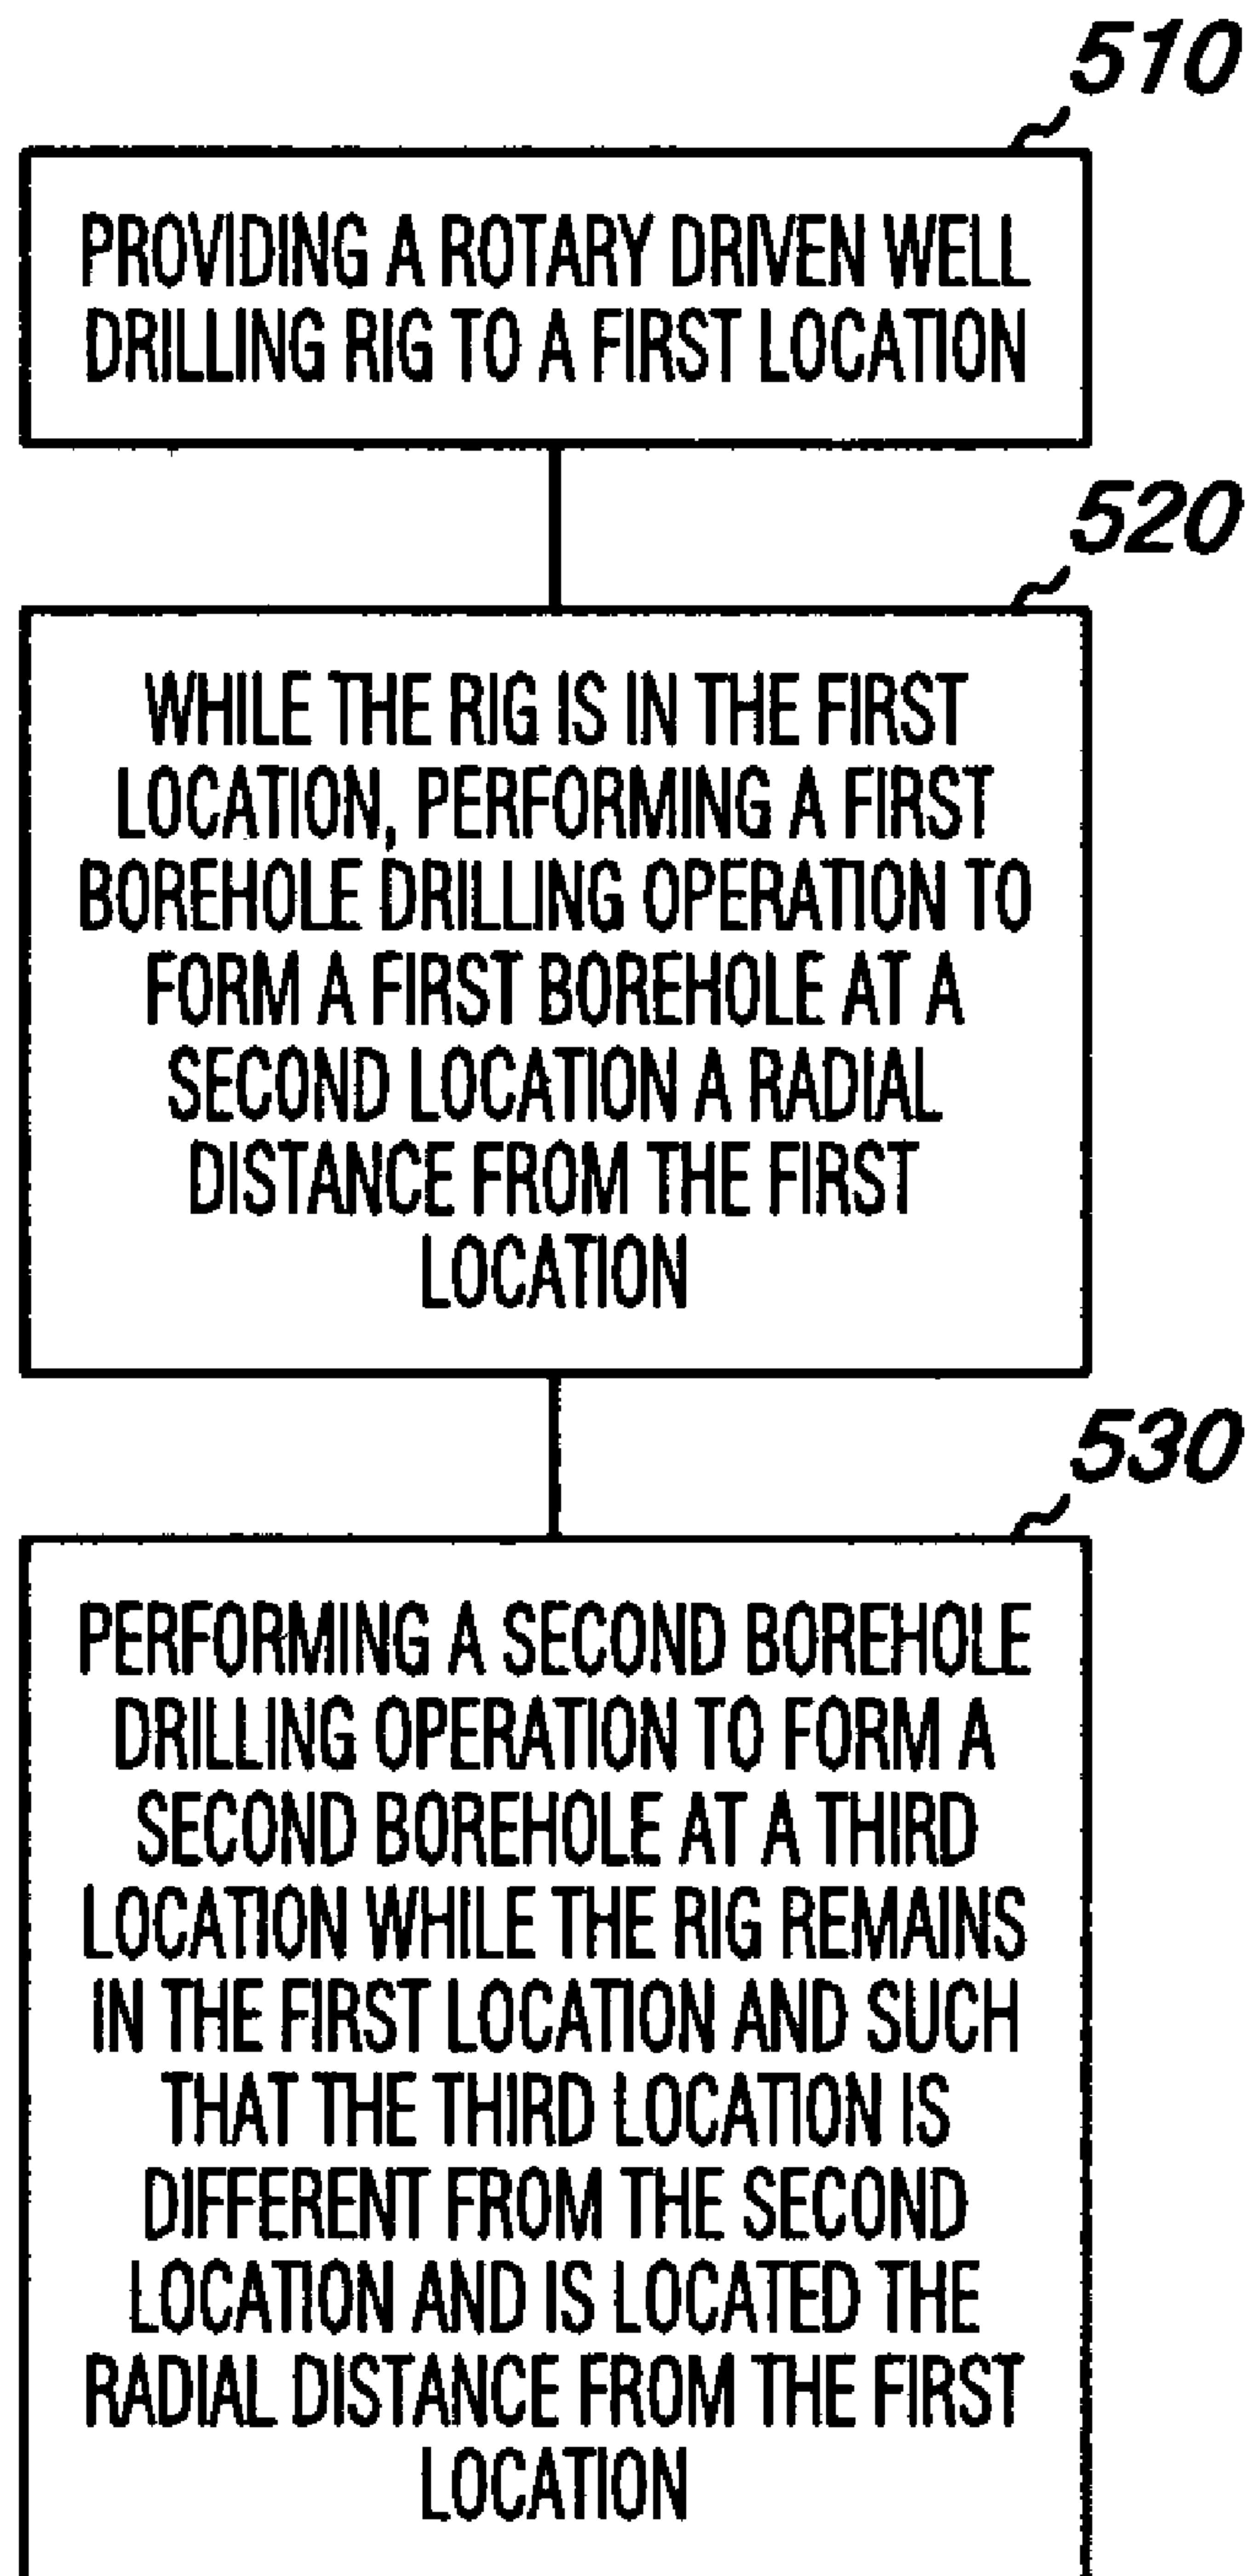 510
PROVIDING A ROTARY DRIVEN WELL
DRILLING RIG TO A FIRST LOCATION
520
WHILE THE RIG IS IN THE FIRST
LOCATION, PERFORMING A FIRST
BOREHOLE DRILLING OPERATION TO
FORM A FIRST BOREHOLE AT A
SECOND LOCATION A RADIAL
DISTANCE FROM THE FIRST
LOCATION
530
PERFORMING A SECOND BOREHOLE
DRILLING OPERATION TO FORM A
SECOND BOREHOLE AT A THIRD
LOCATION WHILE THE RIG REMAINS
IN THE FIRST LOCATION AND SUCH
THAT THE THIRD LOCATION IS
DIFFERENT FROM THE SECOND
LOCATION AND IS LOCATED THE
RADIAL DISTANCE FROM THE FIRST
LOCATION